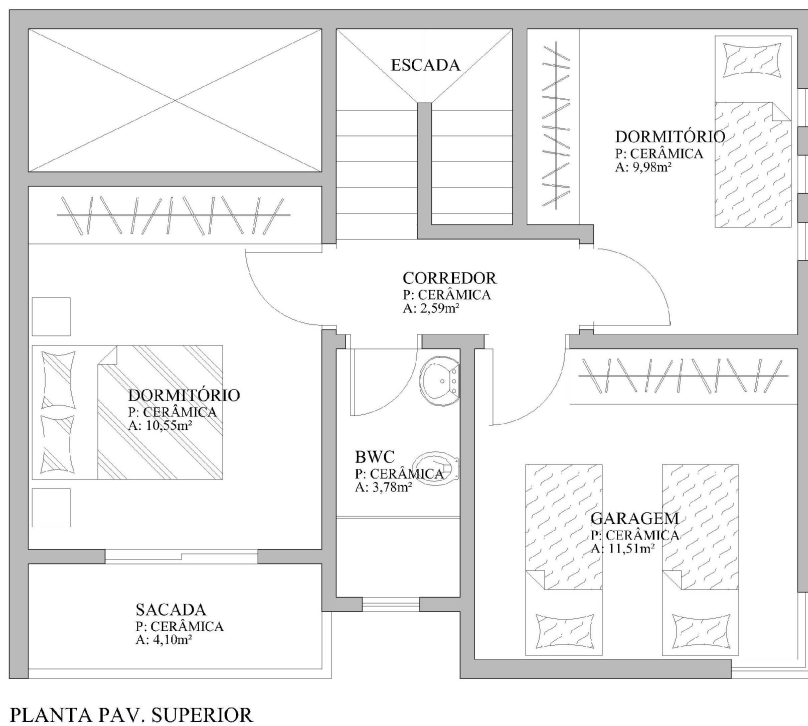 ESCADA
DORMITÓRIO
P: CERÂMICA
A: 9,98m²
CORREDOR
P: CERÂMICA
A: 2,59m²
DORMITÓRIO
P: CERÂMICA
A: 10,55m²
BWC
P: CERÂMICA
A: 3,78m²
GARAGEM
P: CERÂMICA
A: 11,51m²
SACADA
P: CERÂMICA
A: 4,10m²
PLANTA PAV. SUPERIOR